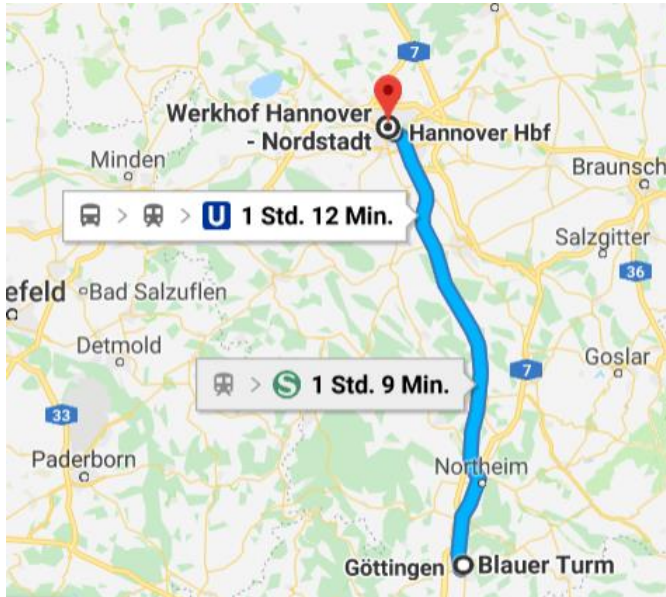 7
Werkhof Hannover
- Nordstadt
Hannover Hbf
Minden
Braunsch
U 1 Std. 12 Min.
Salzgitter
36
efeld
Bad Salzuflen
Detmold
Goslar
7
S 1 Std. 9 Min.
33
Paderborn
Northeim
Göttingen
Blauer Turm